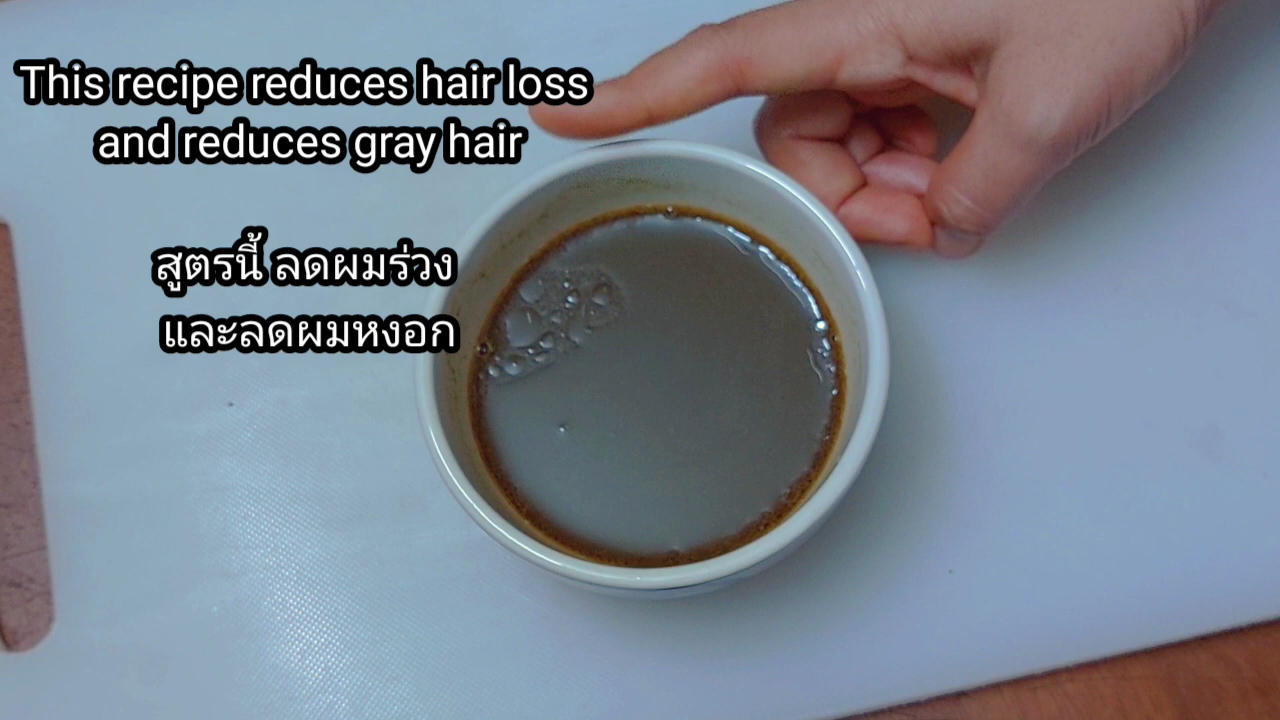 This recipe reduces hair loss
and reduces gray hair
สูตรนี้ ลดผมร่วง
และลดผมหงอก